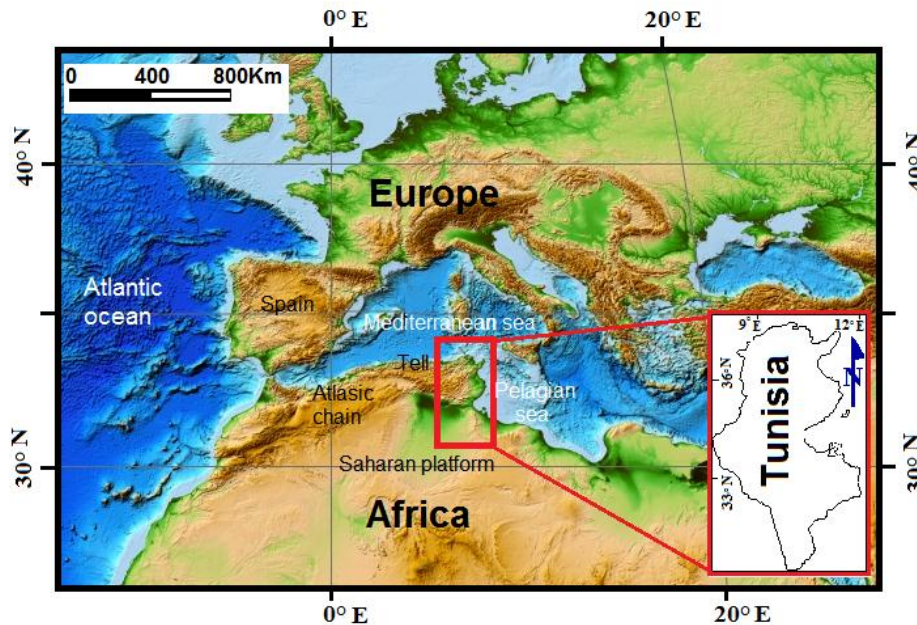 0° E 20° E
0 400 800Km
40° N
40° N
Europe
Atlantic
ocean
Spain
Mediterranean sea
Tell
Atlasic
chain
Pelagian
sea
Saharan platform
Africa
30° N
30° N
9°E 12°E
36°N
33°N
Tunisia
N
0° E 20° E